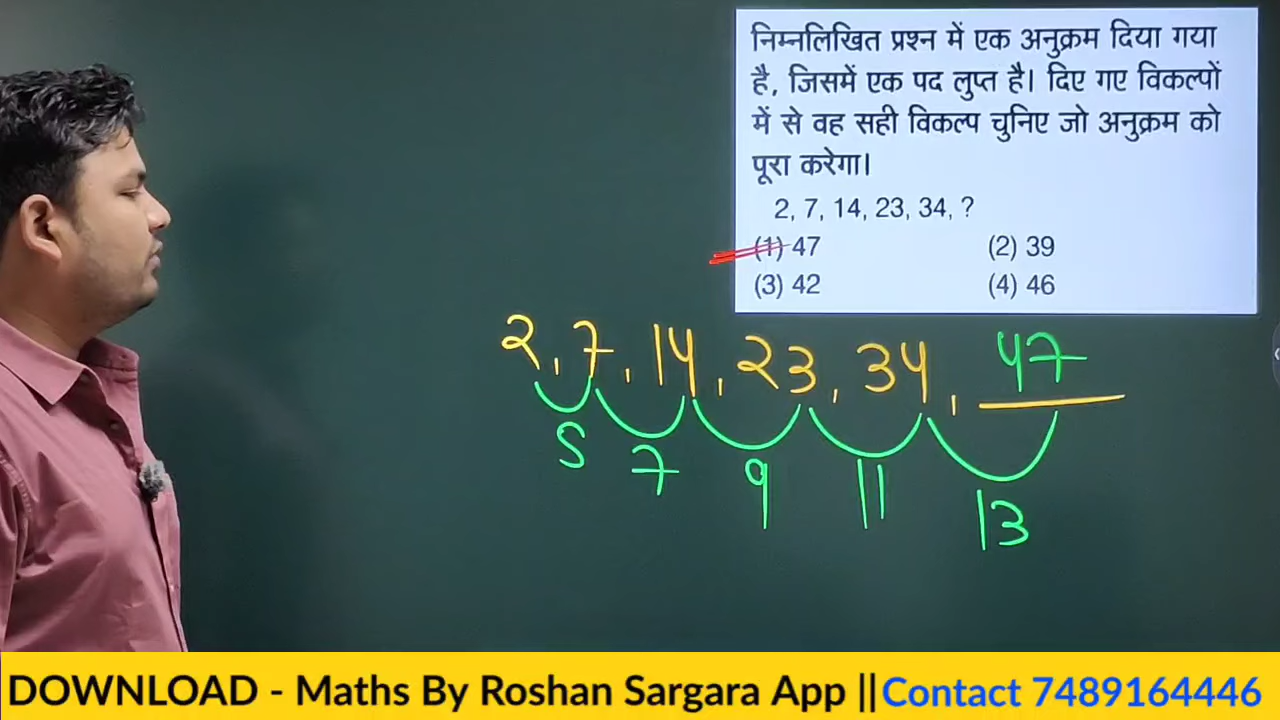 निम्नलिखित प्रश्न में एक अनुक्रम दिया गया
है, जिसमें एक पद लुप्त है। दिए गए विकल्पों
में से वह सही विकल्प चुनिए जो अनुक्रम को
पूरा करेगा।
2, 7, 14, 23, 34, ?
(1) 47 (2) 39
(3) 42 (4) 46
2, 7, 14, 23, 34, 47
5 7 9 11 13
DOWNLOAD - Maths By Roshan Sargara App || Contact 7489164446